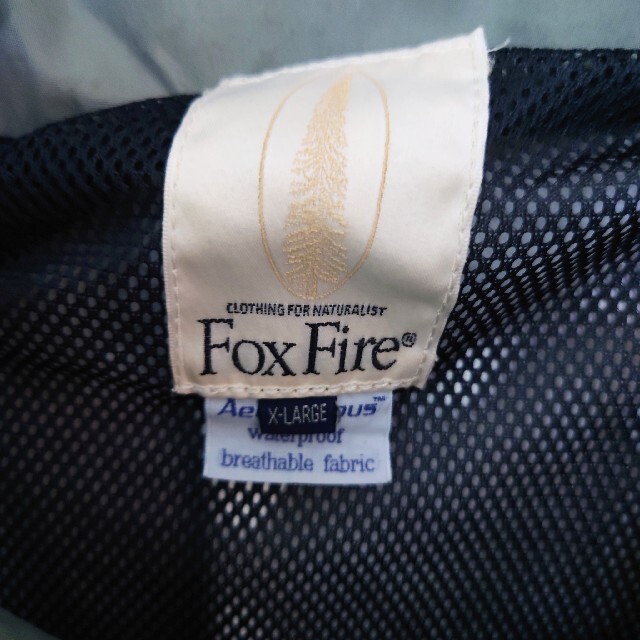 CLOTHING FOR NATURALIST
Fox Fire®
X-LARGE
waterproof
breathable fabric